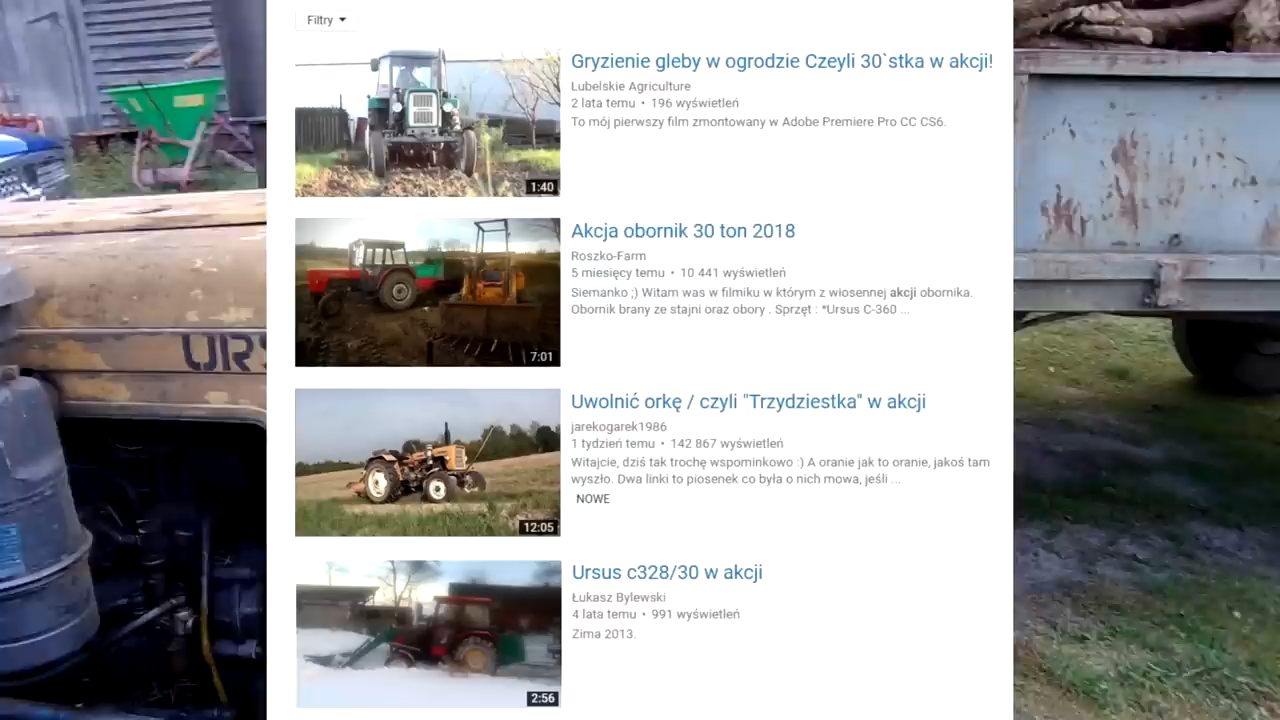 Filtry
Gryzienie gleby w ogrodzie Czeyli 30`stka w akcji!
Lubelskie Agriculture
2 lata temu • 196 wyświetleń
To mój pierwszy film zmontowany w Adobe Premiere Pro CC CS6.
1:40
Akcja obornik 30 ton 2018
Roszko-Farm
5 miesięcy temu • 10 441 wyświetleń
Siemanko ;) Witam was w filmiku w którym z wiosennej akcji obornika.
Obornik brany ze stajni oraz obory . Sprzęt : *Ursus C-360 ...
7:01
URS
Uwolnić orkę / czyli "Trzydziestka" w akcji
jarekogarek1986
1 tydzień temu • 142 867 wyświetleń
Witajcie, dziś tak trochę wspominkowo :) A oranie jak to oranie, jakoś tam
wyszło. Dwa linki to piosenek co była o nich mowa, jeśli ...
NOWE
12:05
Ursus c328/30 w akcji
Łukasz Bylewski
4 lata temu • 991 wyświetleń
Zima 2013.
2:56